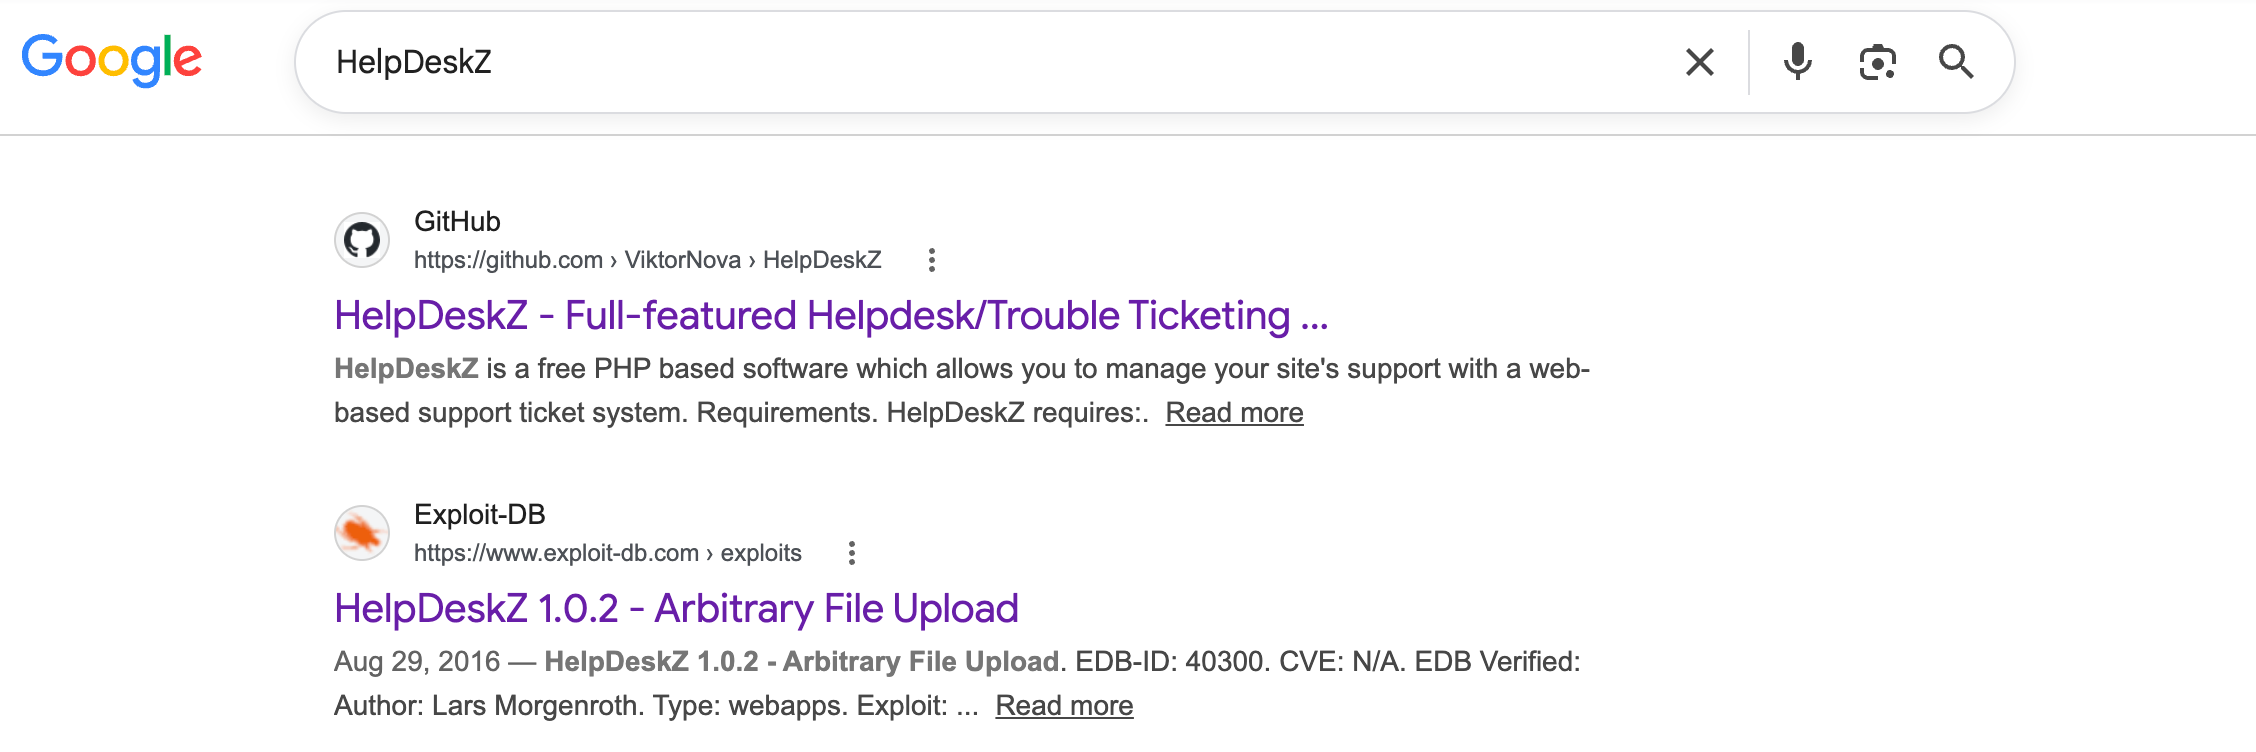 Google
HelpDeskZ
GitHub
https://github.com › ViktorNova › HelpDeskZ
HelpDeskZ - Full-featured Helpdesk/Trouble Ticketing ...
HelpDeskZ is a free PHP based software which allows you to manage your site's support with a web-
based support ticket system. Requirements. HelpDeskZ requires:. Read more
Exploit-DB
https://www.exploit-db.com › exploits
HelpDeskZ 1.0.2 - Arbitrary File Upload
Aug 29, 2016 — HelpDeskZ 1.0.2 - Arbitrary File Upload. EDB-ID: 40300. CVE: N/A. EDB Verified:
Author: Lars Morgenroth. Type: webapps. Exploit: ... Read more